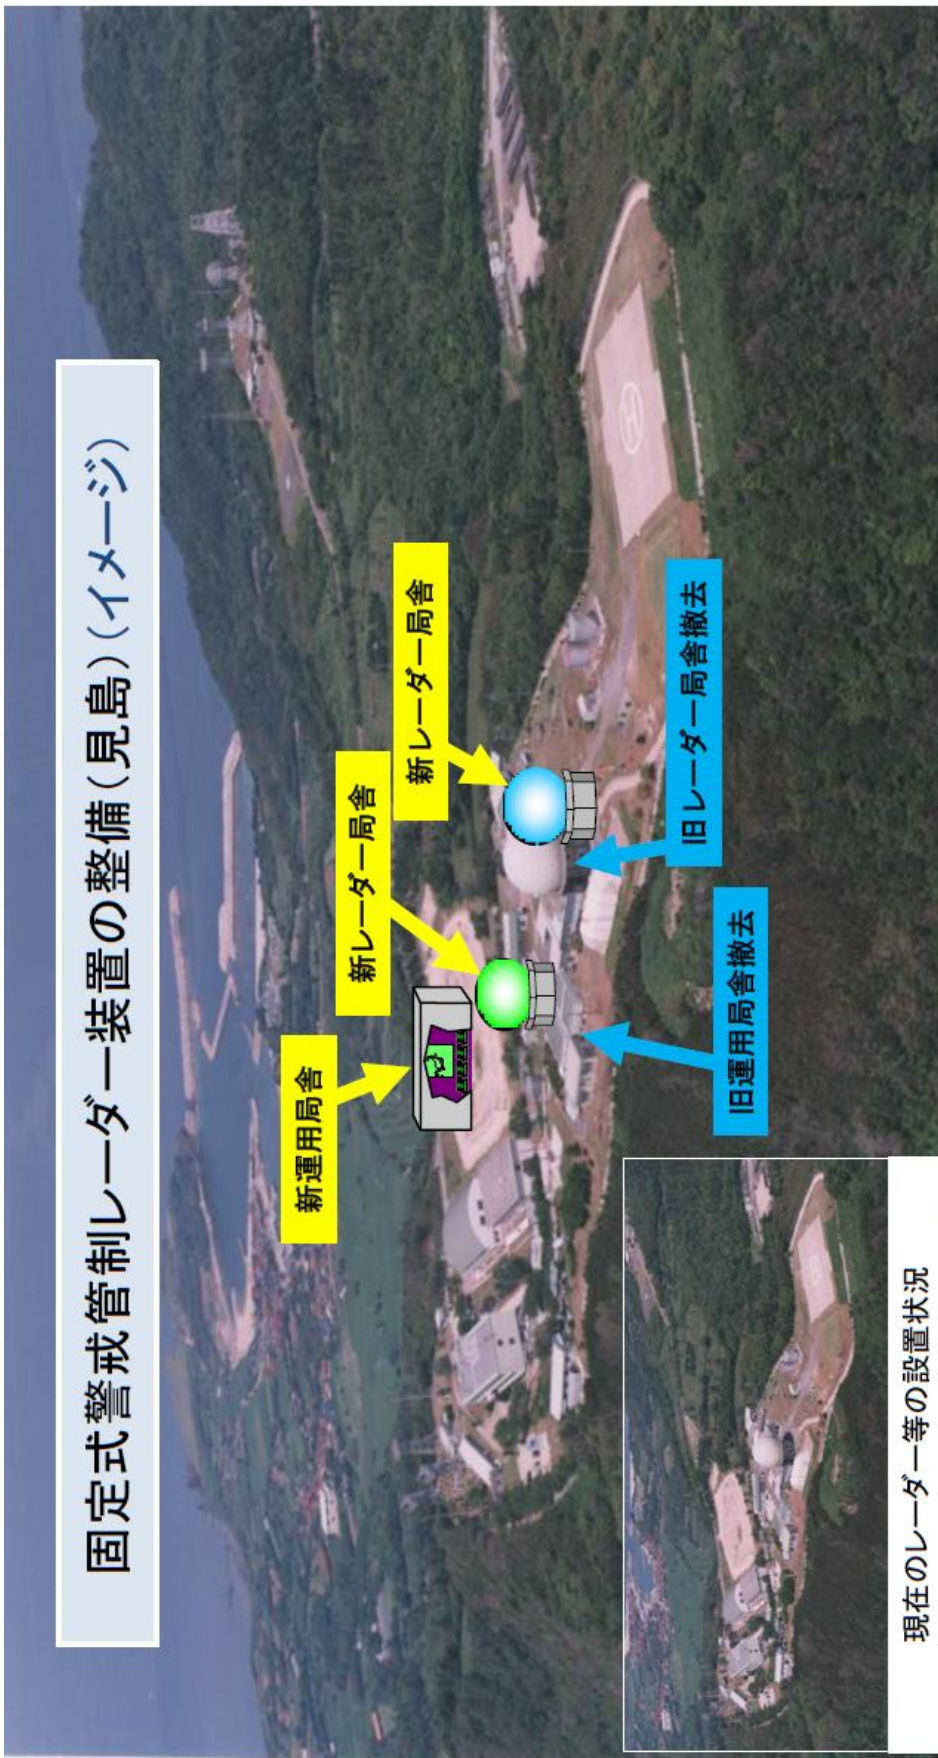 固定式警戒管制レーダー装置の整備(見島)(イメージ)
新運用局舎
新レーダー局舎
新レーダー局舎
旧運用局舎撤去
旧レーダー局舎撤去
現在のレーダー等の設置状況